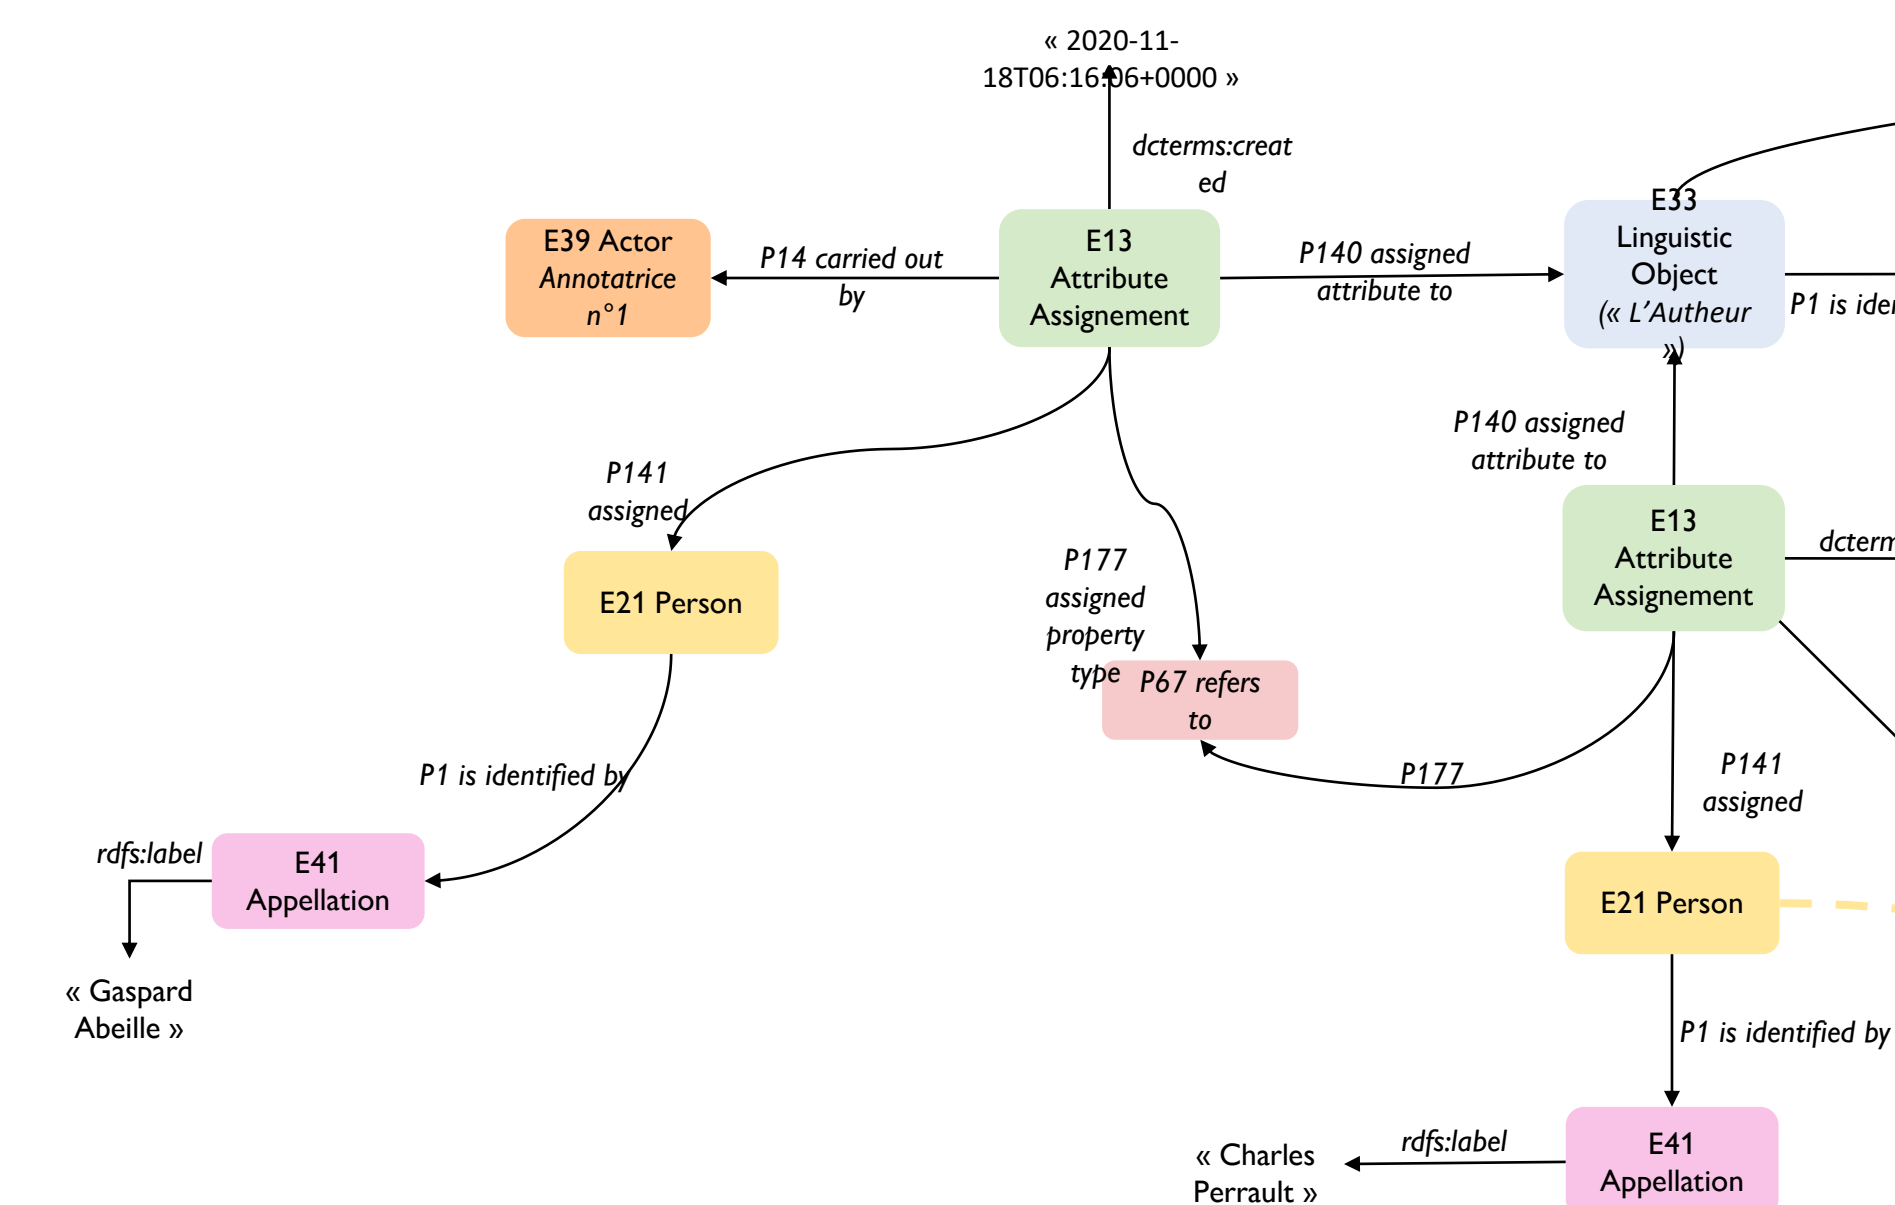 « 2020-11-
18T06:16:06+0000 »
dcterms:creat
ed
E39 Actor
Annotatrice
n°1
P14 carried out
by
E13
Attribute
Assignement
P140 assigned
attribute to
E33
Linguistic
Object
(« L’Autheur
»)
P1 is iden
P141
assigned
P140 assigned
attribute to
E13
Attribute
Assignement
dcterm
P177
assigned
property
type
E21 Person
P67 refers
to
P177
P141
assigned
P1 is identified by
rdfs:label
E41
Appellation
« Gaspard
Abeille »
E21 Person
P1 is identified by
« Charles
Perrault »
rdfs:label
E41
Appellation